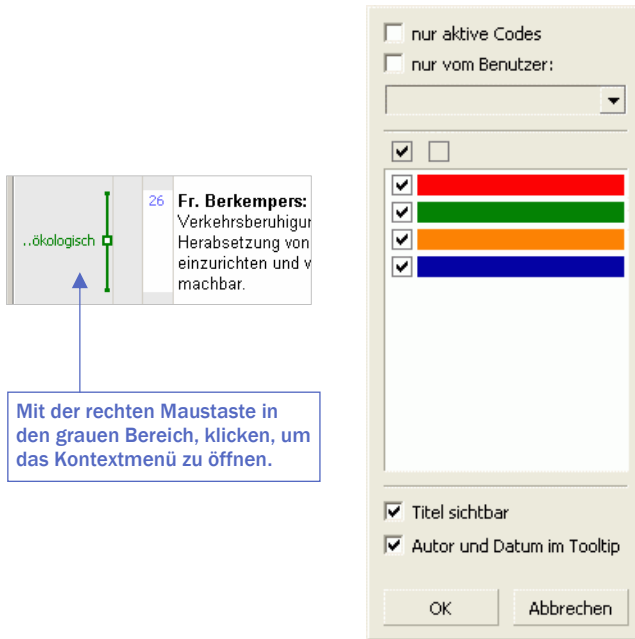 ..ökologisch
26 Fr. Berkempers:
Verkehrsberuhigur
Herabsetzung von
einzurichten und v
machbar.
Mit der rechten Maustaste in
den grauen Bereich, klicken, um
das Kontextmenü zu öffnen.
nur aktive Codes
nur vom Benutzer:
Titel sichtbar
Autor und Datum im Tooltip
OK Abbrechen